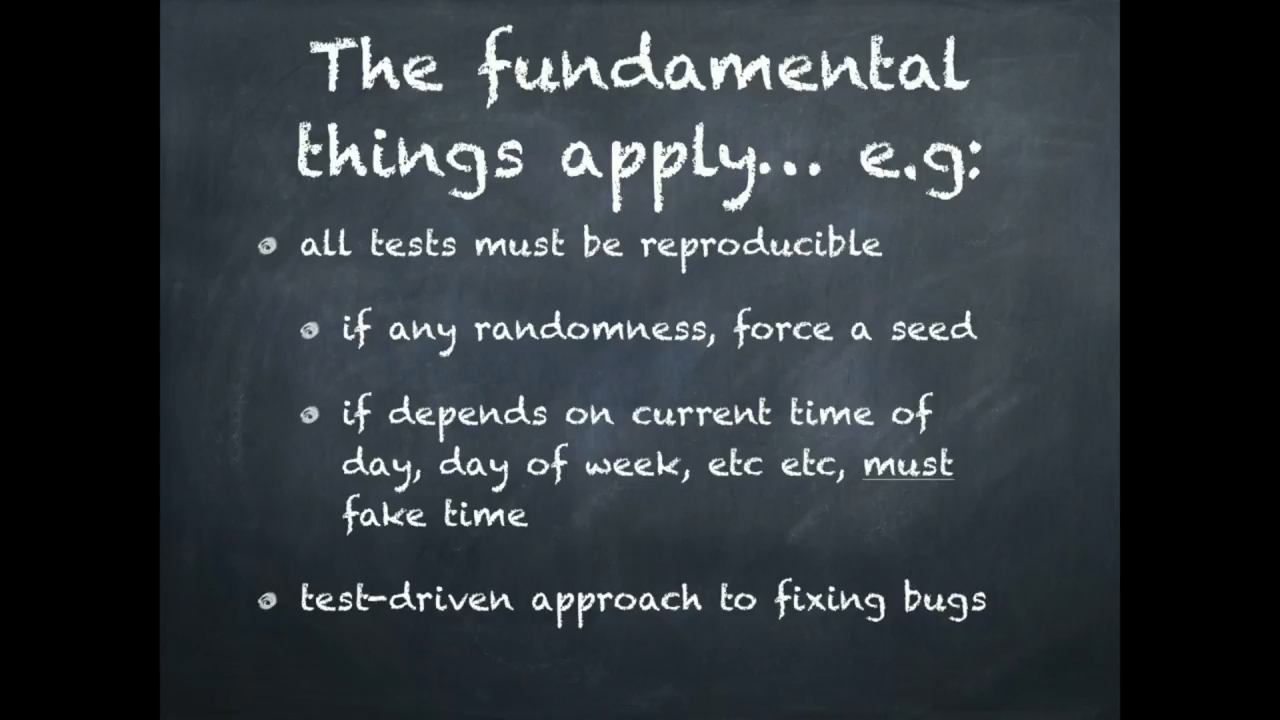 The fundamental
things apply... e.g:
all tests must be reproducible
if any randomness, force a seed
if depends on current time of
day, day of week, etc etc, must
fake time
test-driven approach to fixing bugs